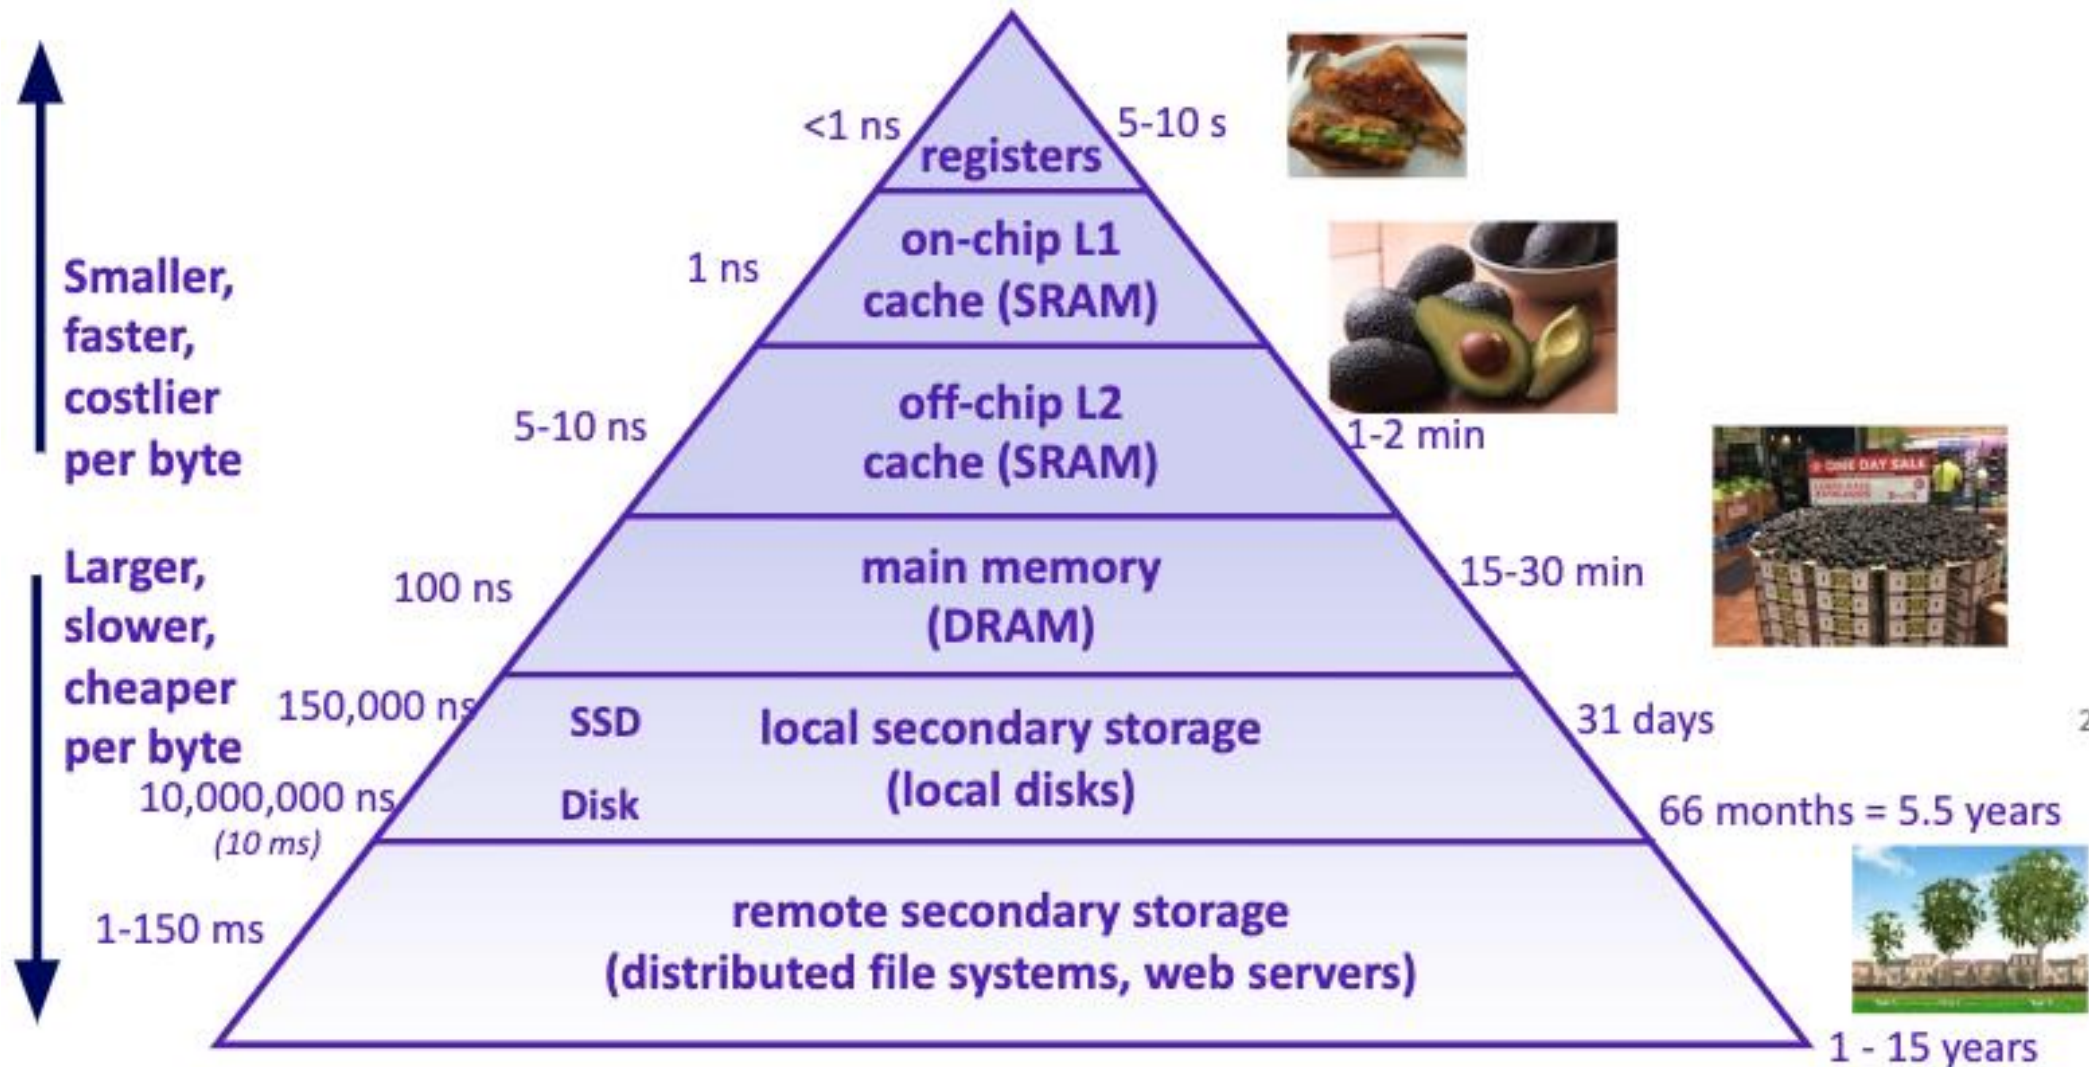 <1 ns
registers
5-10 s
1 ns
on-chip L1
cache (SRAM)
5-10 ns
off-chip L2
cache (SRAM)
1-2 min
ONE DAY SALE
100 ns
main memory
(DRAM)
15-30 min
150,000 ns
SSD
local secondary storage
31 days
2
10,000,000 ns
Disk
(local disks)
66 months = 5.5 years
(10 ms)
1-150 ms
remote secondary storage
(distributed file systems, web servers)
1 - 15 years
Smaller,
faster,
costlier
per byte
Larger,
slower,
cheaper
per byte